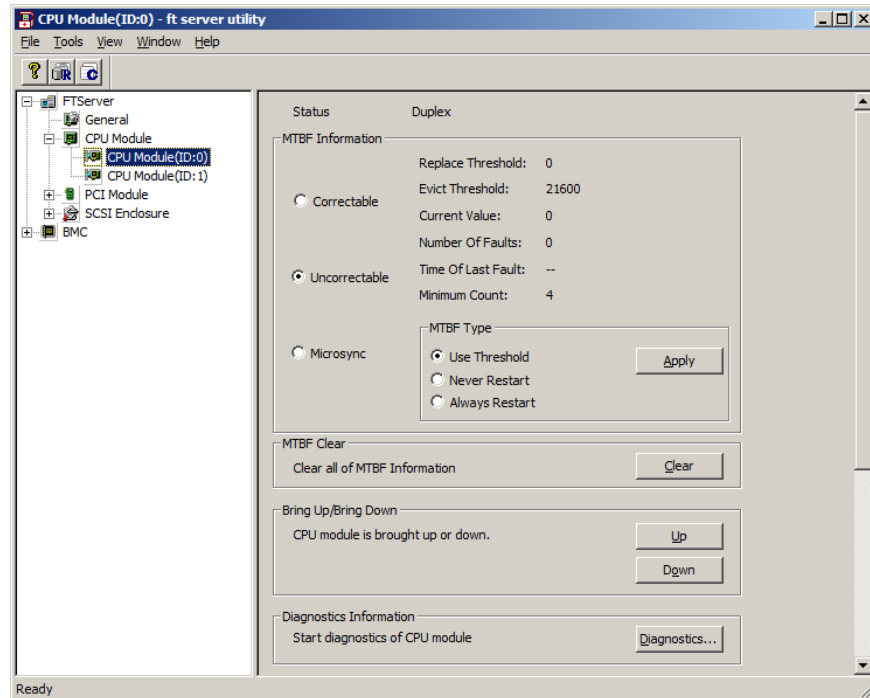 CPU Module(ID:0) - ft server utility
File Tools View Window Help
FTServer
General
CPU Module
CPU Module(ID:0)
CPU Module(ID:1)
PCI Module
SCSI Enclosure
BMC
Status Duplex
MTBF Information
Replace Threshold: 0
Evict Threshold: 21600
Correctable
Current Value: 0
Number Of Faults: 0
Uncorrectable
Time Of Last Fault: --
Minimum Count: 4
MTBF Type
Microsync
Use Threshold
Apply
Never Restart
Always Restart
MTBF Clear
Clear all of MTBF Information Clear
Bring Up/Bring Down
CPU module is brought up or down. Up
Down
Diagnostics Information
Start diagnostics of CPU module Diagnostics...
Ready